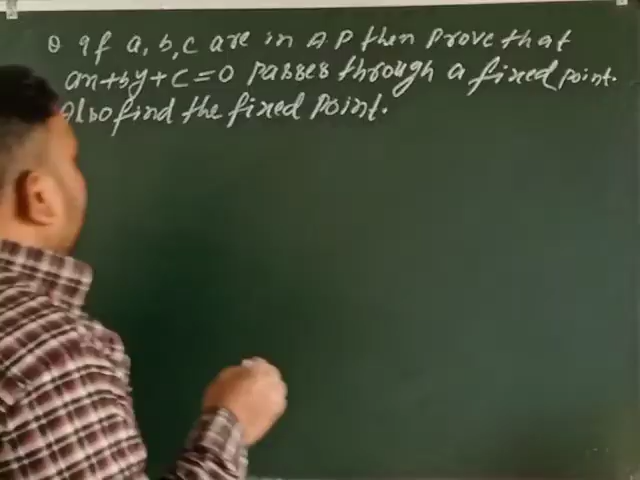 Q If a, b, c are in A P then Prove that
ax+by+c=0 passes through a fixed point.
Also find the fixed Point.